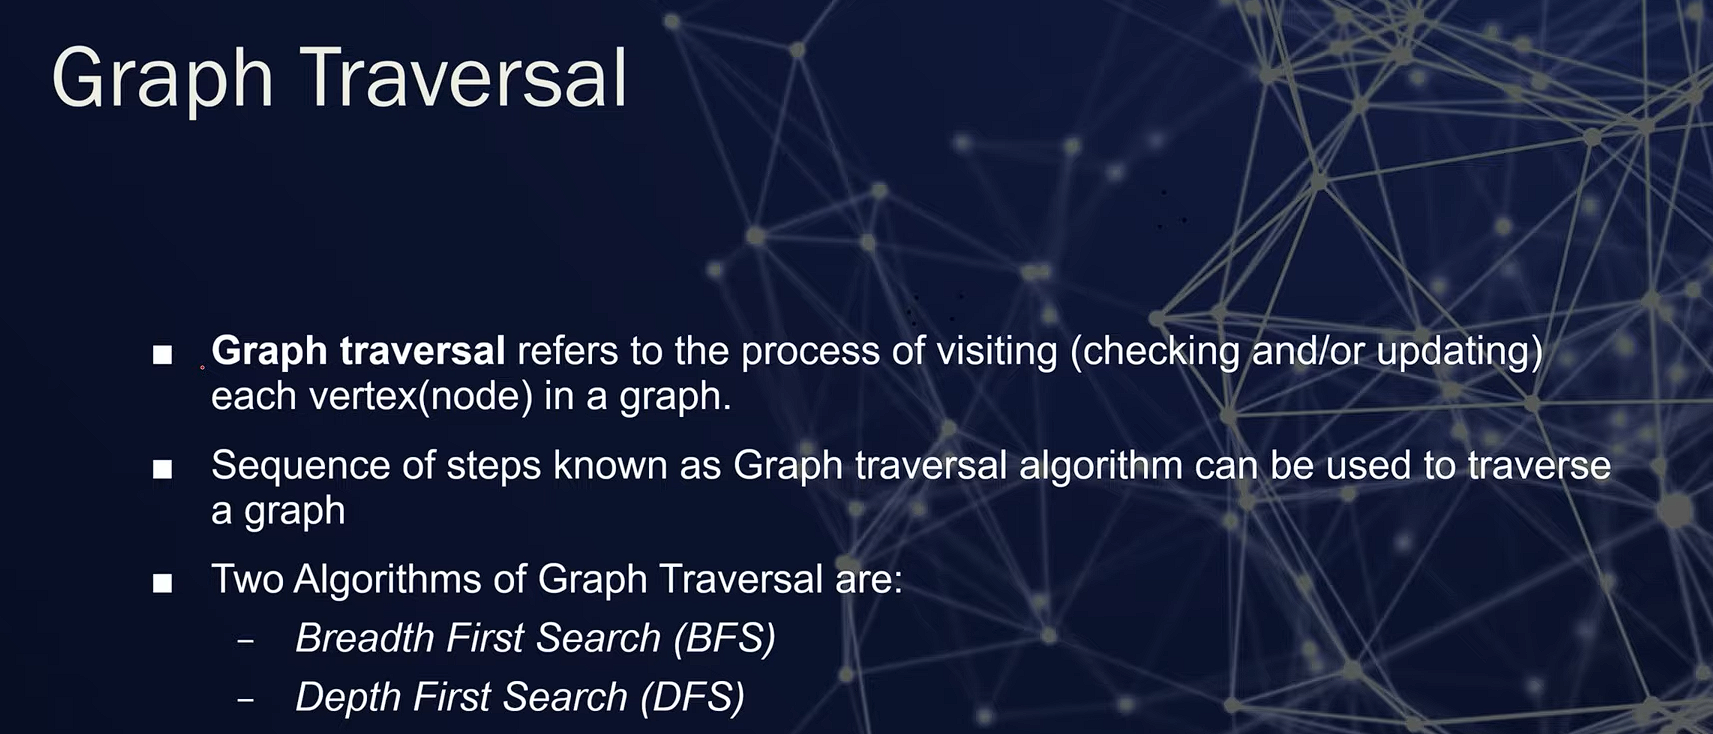 Graph Traversal
■ Graph traversal refers to the process of visiting (checking and/or updating)
each vertex(node) in a graph.
■ Sequence of steps known as Graph traversal algorithm can be used to traverse
a graph
■ Two Algorithms of Graph Traversal are:
– Breadth First Search (BFS)
– Depth First Search (DFS)